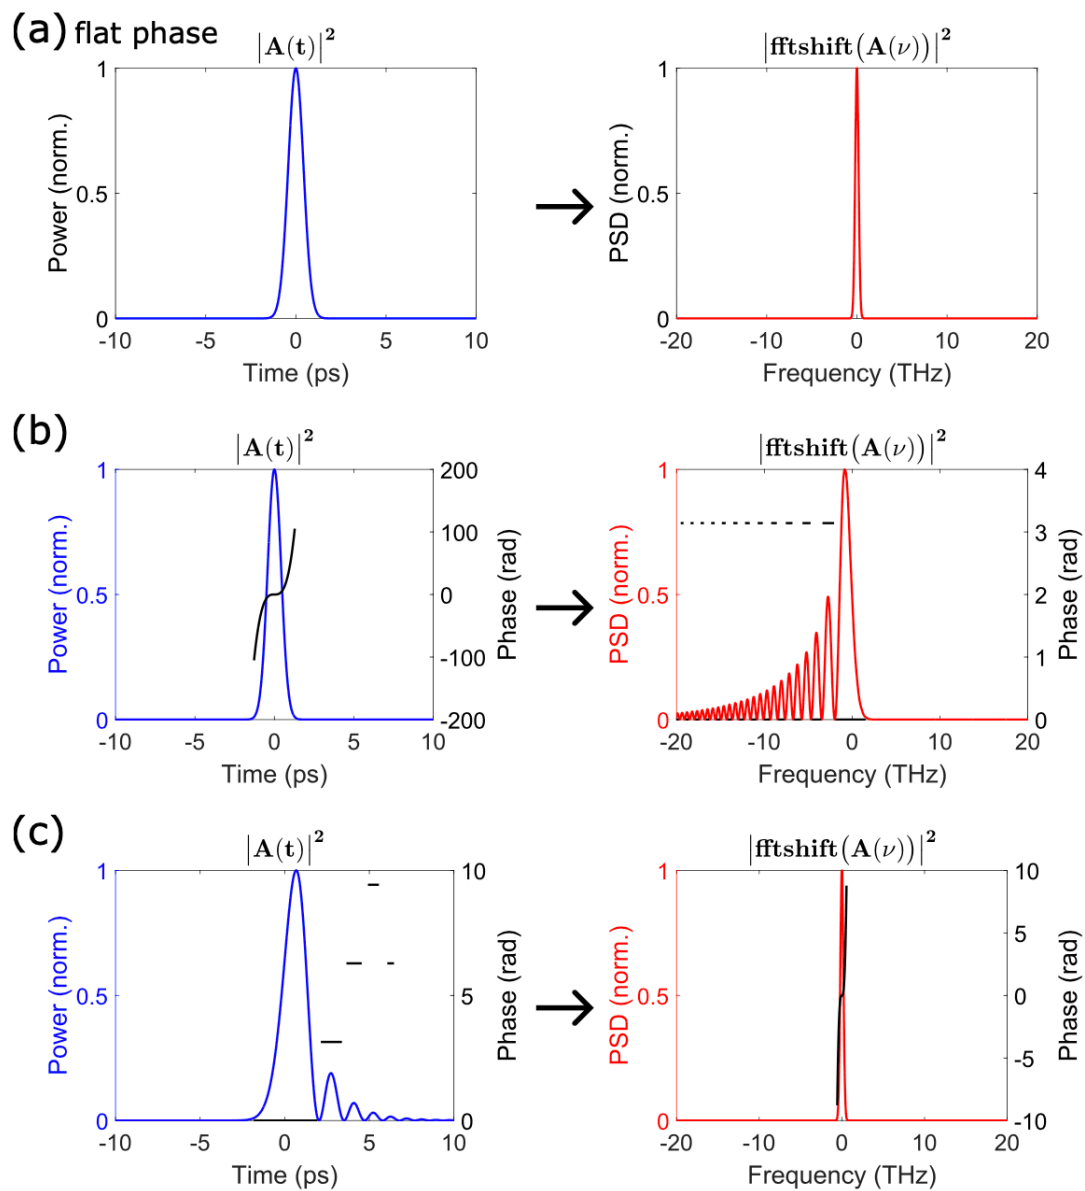 (a) flat phase
|A(t)|²
|fftshift(A(ν))|²
Power (norm.)
1
0.5
0
-10 -5 0 5 10
Time (ps)
PSD (norm.)
1
0.5
0
-20 -10 0 10 20
Frequency (THz)
(b)
|A(t)|²
|fftshift(A(ν))|²
Power (norm.)
1
0.5
0
200
100
0
-100
-200
Phase (rad)
-10 -5 0 5 10
Time (ps)
PSD (norm.)
1
0.5
0
4
3
2
1
0
Phase (rad)
-20 -10 0 10 20
Frequency (THz)
(c)
|A(t)|²
|fftshift(A(ν))|²
Power (norm.)
1
0.5
0
10
5
0
Phase (rad)
-10 -5 0 5 10
Time (ps)
PSD (norm.)
1
0.5
0
10
5
0
-5
-10
Phase (rad)
-20 -10 0 10 20
Frequency (THz)